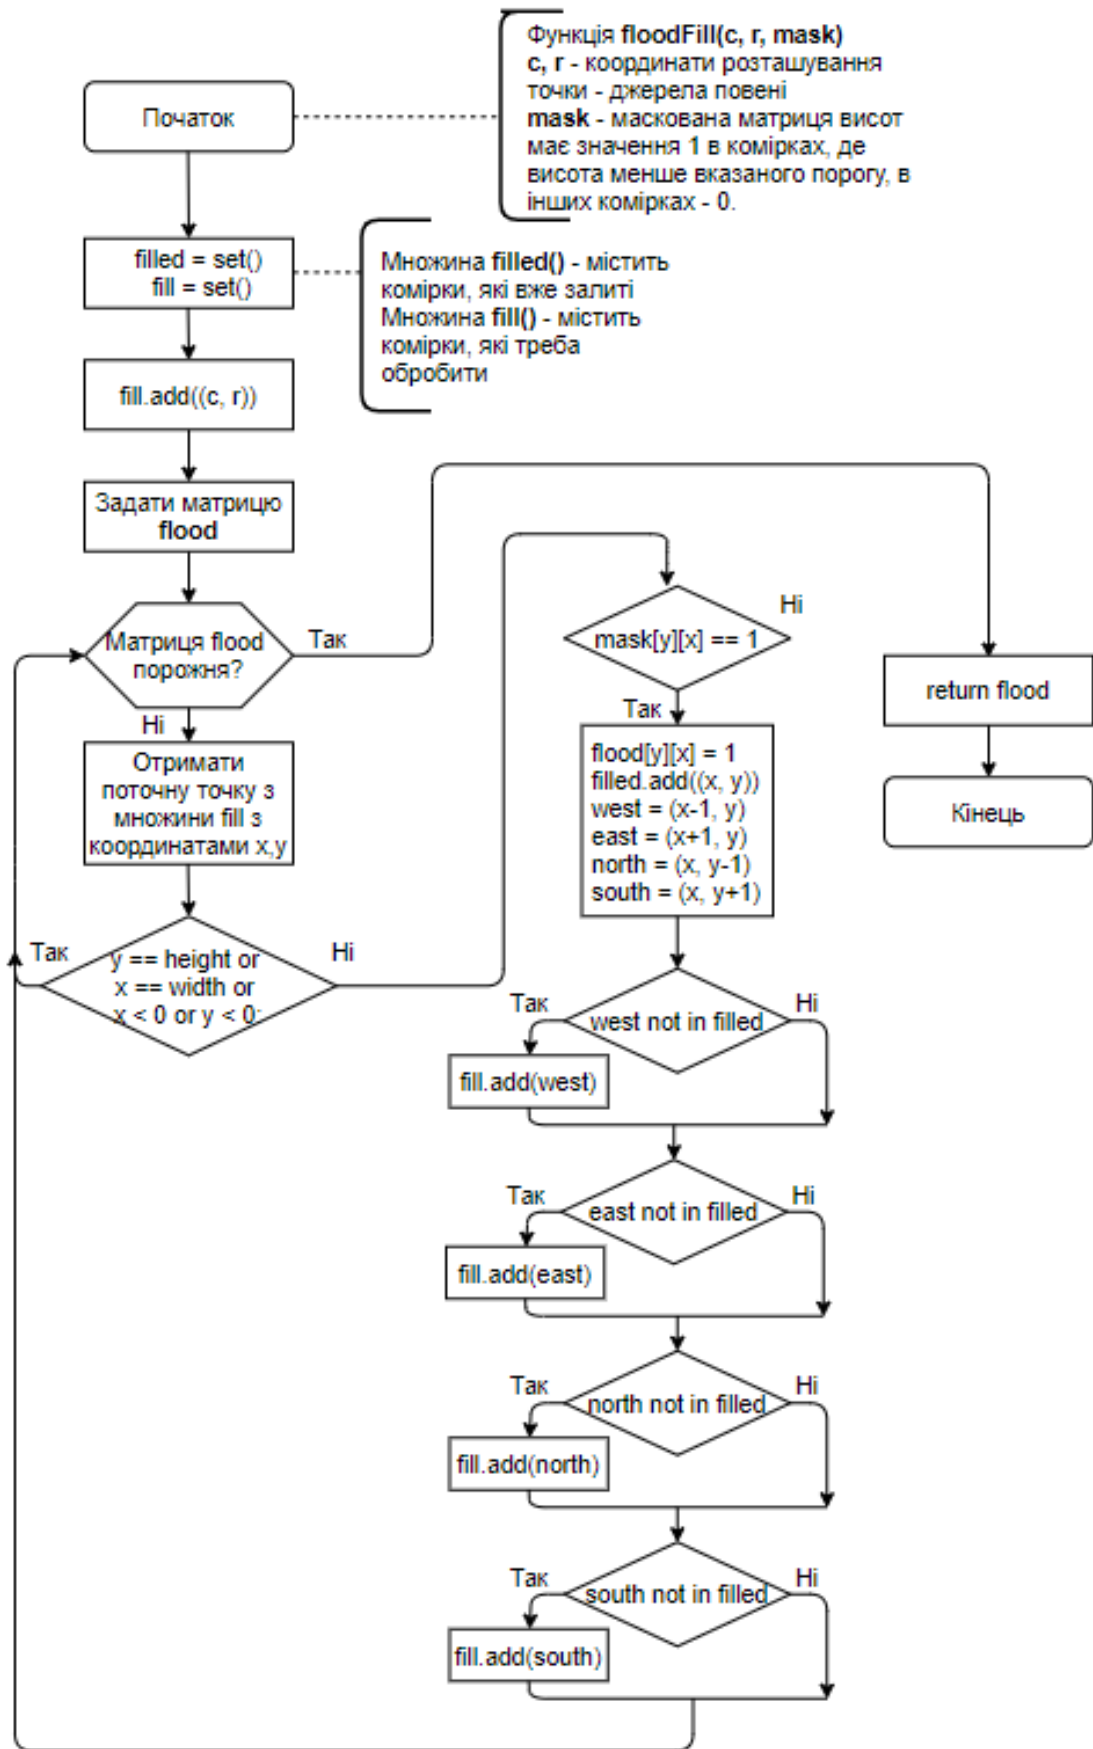 Функція floodFill(c, r, mask)
c, r - координати розташування
точки - джерела повені
mask - маскована матриця висот
має значення 1 в комірках, де
висота менше вказаного порогу, в
інших комірках - 0.
Початок
filled = set()
fill = set()
Множина filled() - містить
комірки, які вже залиті
Множина fill() - містить
комірки, які треба
обробити
fill.add((c, r))
Задати матрицю
flood
Матриця flood
порожня?
Так
Ні
Отримати
поточну точку з
множини fill з
координатами x,y
Так
y == height or
x == width or
x < 0 or y < 0:
Ні
mask[y][x] == 1
Ні
Так
flood[y][x] = 1
filled.add((x, y))
west = (x-1, y)
east = (x+1, y)
north = (x, y-1)
south = (x, y+1)
return flood
Кінець
Так
west not in filled
Ні
fill.add(west)
Так
east not in filled
Ні
fill.add(east)
Так
north not in filled
Ні
fill.add(north)
Так
south not in filled
Ні
fill.add(south)